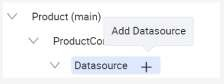 Product (main)
Add Datasource
ProductCo
Datasource